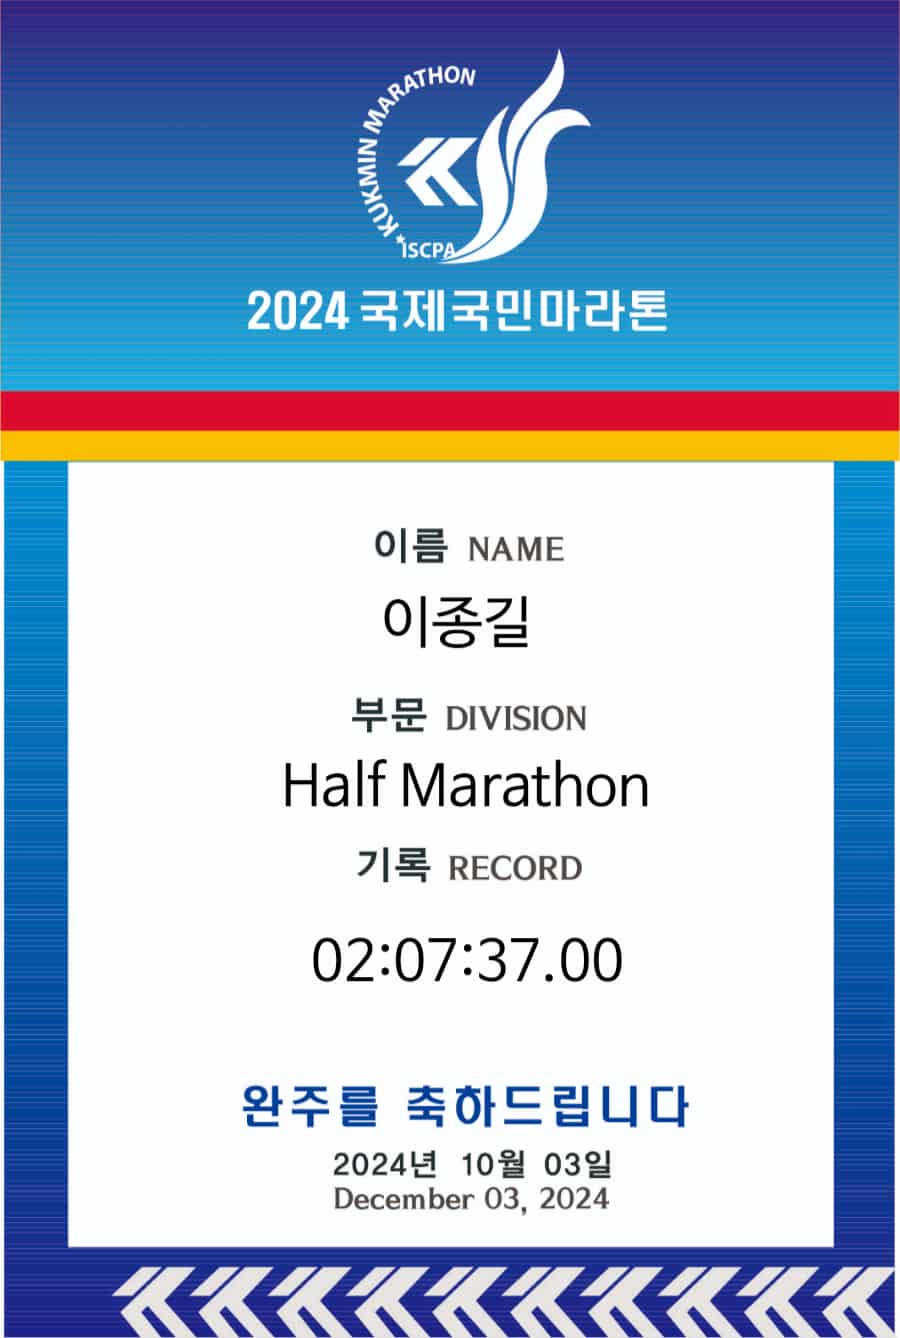 KUKMIN MARATHON
ISCPA
2024 국제국민마라톤
이름 NAME
이종길
부문 DIVISION
Half Marathon
기록 RECORD
02:07:37.00
완주를 축하드립니다
2024년 10월 03일
December 03, 2024